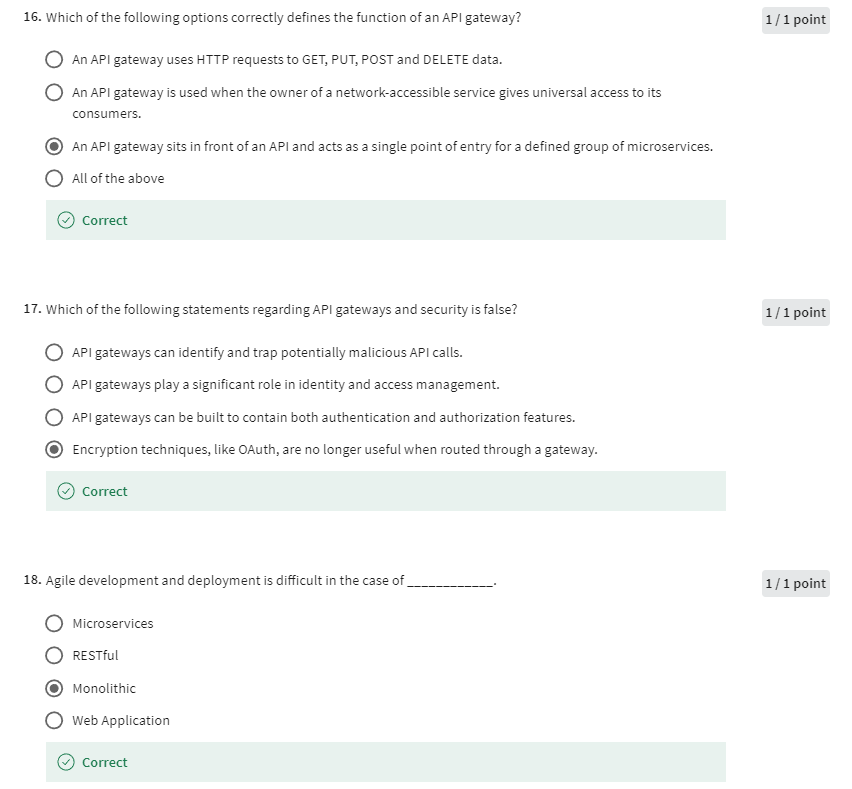 16. Which of the following options correctly defines the function of an API gateway?
1 / 1 point
An API gateway uses HTTP requests to GET, PUT, POST and DELETE data.
An API gateway is used when the owner of a network-accessible service gives universal access to its
consumers.
An API gateway sits in front of an API and acts as a single point of entry for a defined group of microservices.
All of the above
Correct
17. Which of the following statements regarding API gateways and security is false?
1 / 1 point
API gateways can identify and trap potentially malicious API calls.
API gateways play a significant role in identity and access management.
API gateways can be built to contain both authentication and authorization features.
Encryption techniques, like OAuth, are no longer useful when routed through a gateway.
Correct
18. Agile development and deployment is difficult in the case of ____________.
1 / 1 point
Microservices
RESTful
Monolithic
Web Application
Correct